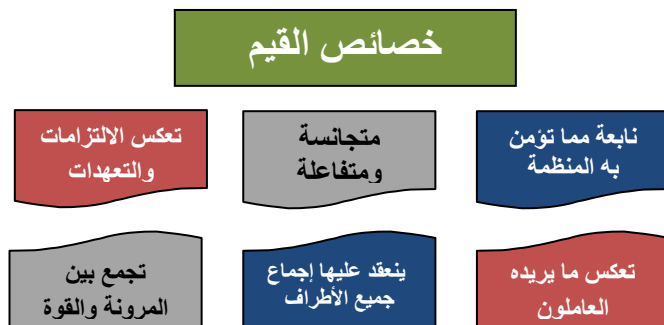 خصائص القيم
نابعة مما تؤمن
به المنظمة
متجانسة
ومتفاعلة
تعكس الالتزامات
والتعهدات
تعكس ما يريده
العاملون
ينعقد عليها إجماع
جميع الأطراف
تجمع بين
المرونة والقوة